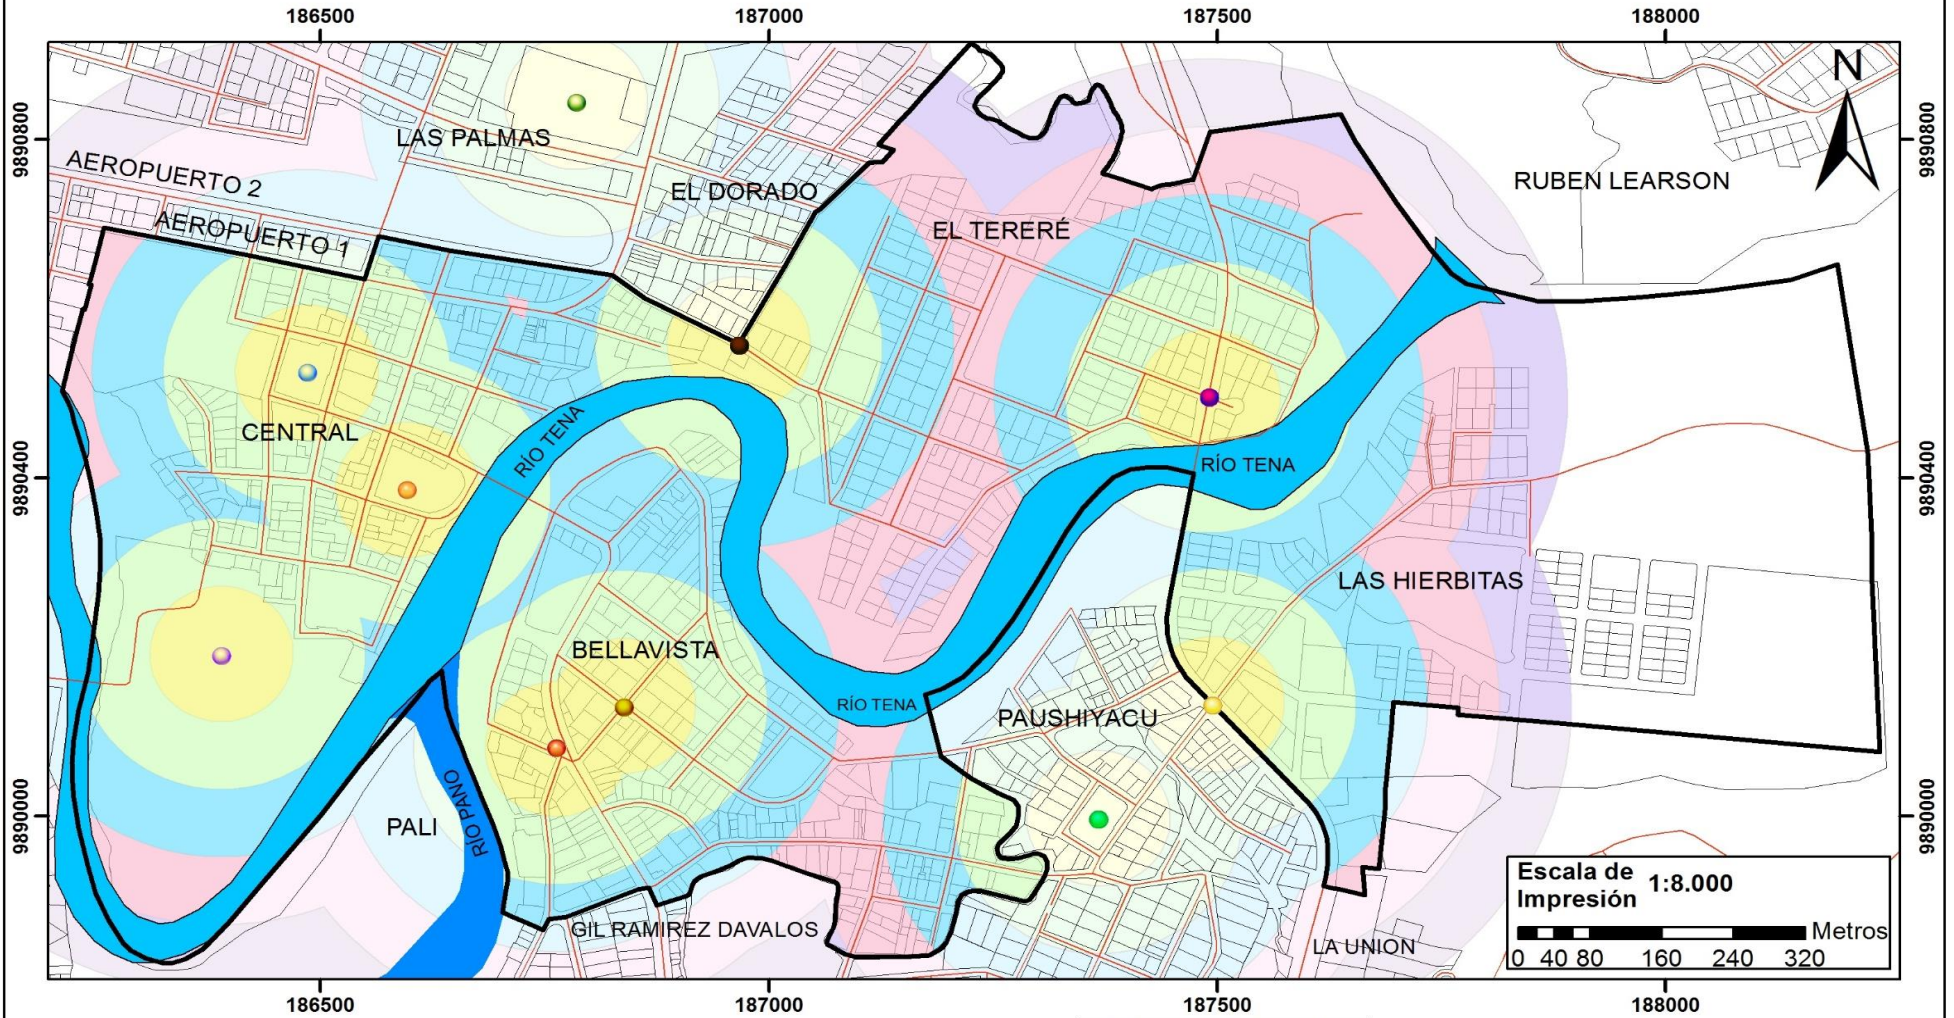 186500 187000 187500 188000
N
9890800 9890800
LAS PALMAS
AEROPUERTO 2
RUBEN LEARSON
EL DORADO
AEROPUERTO 1
EL TERERÉ
CENTRAL
RÍO TENA
RÍO TENA
9890400 9890400
LAS HIERBITAS
BELLAVISTA
RÍO TENA
PAUSHIYACU
RÍO PANO
PALI
9890000 9890000
GIL RAMIREZ DAVALOS
LA UNION
Escala de
Impresión 1:8.000
Metros
0 40 80 160 240 320
186500 187000 187500 188000